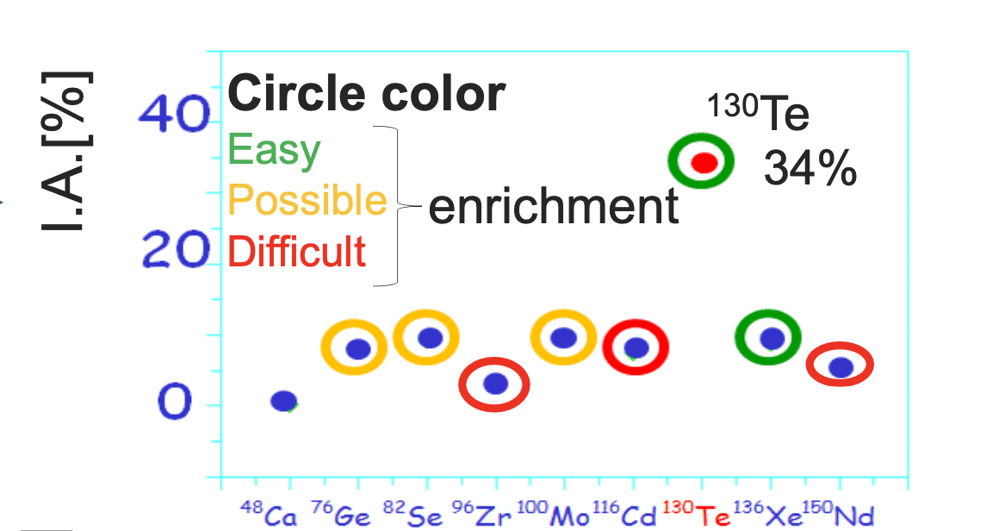 I.A.[%]
40
20
0
Circle color
Easy
Possible
Difficult
enrichment
¹³⁰Te
34%
⁴⁸Ca ⁷⁶Ge ⁸²Se ⁹⁶Zr ¹⁰⁰Mo ¹¹⁶Cd ¹³⁰Te ¹³⁶Xe ¹⁵⁰Nd